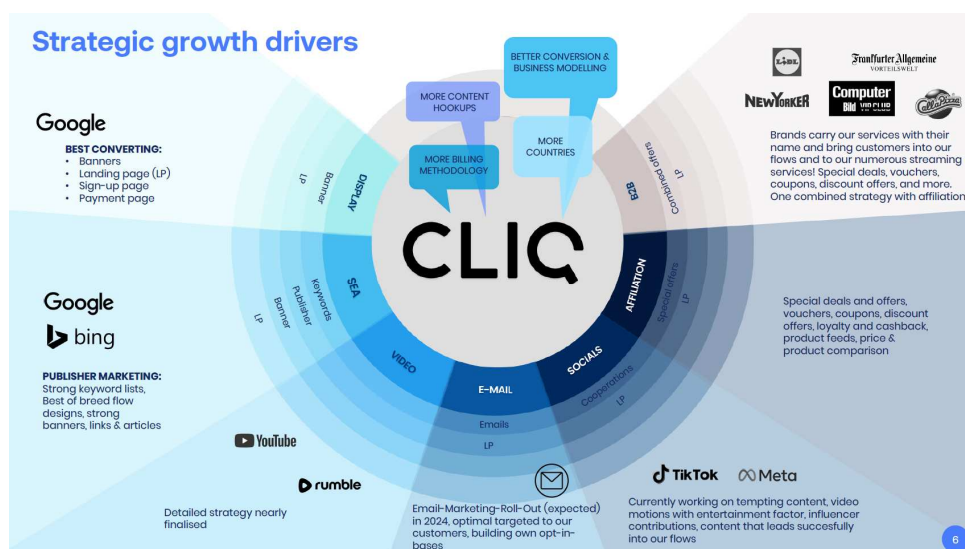 Strategic growth drivers
Google
BEST CONVERTING:
• Banners
• Landing page (LP)
• Sign-up page
• Payment page
BETTER CONVERSION &
BUSINESS MODELLING
MORE CONTENT
HOOKUPS
MORE
COUNTRIES
MORE BILLING
METHODOLOGY
CLIQ
LP
Banner
DISPLAY
B2B
Combined offers
LP
LiDL
Frankfurter Allgemeine
VORTEILSWELT
NEWYORKER
Computer
Bild VIP CLUB
CallaPizza
Brands carry our services with their
name and bring customers into our
flows and to our numerous streaming
services! Special deals, vouchers,
coupons, discount offers, and more.
One combined strategy with affiliation
Google
bing
PUBLISHER MARKETING:
Strong keyword lists,
Best of breed flow
designs, strong
banners, links & articles
LP
Banner
Publisher
Keywords
SEA
AFFILIATION
Special offers
LP
Special deals and offers,
vouchers, coupons, discount
offers, loyalty and cashback,
product feeds, price &
product comparison
VIDEO
E-MAIL
Emails
LP
SOCIALS
Cooperations
LP
YouTube
rumble
Detailed strategy nearly
finalised
Email-Marketing-Roll-Out (expected)
in 2024, optimal targeted to our
customers, building own opt-in-
bases
TikTok
Meta
Currently working on tempting content, video
motions with entertainment factor, influencer
contributions, content that leads succesfully
into our flows
6